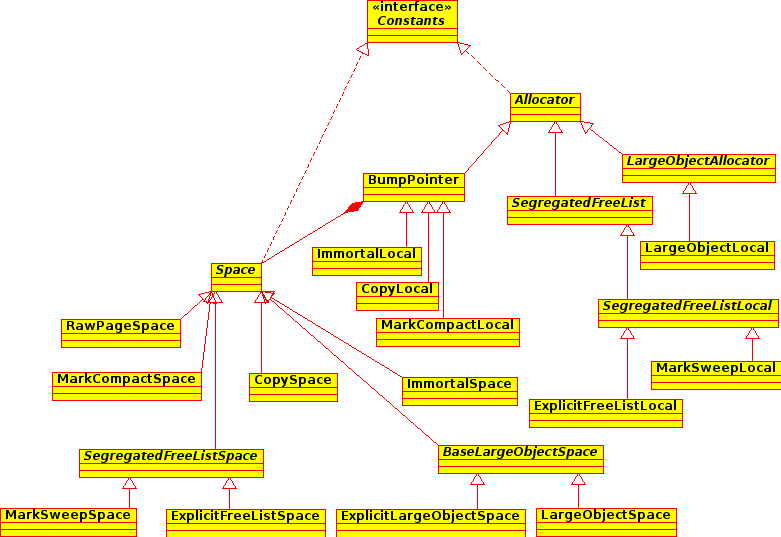 «interface»
Constants
Allocator
LargeObjectAllocator
BumpPointer
SegregatedFreeList
ImmortalLocal
LargeObjectLocal
Space
CopyLocal
SegregatedFreeListLocal
RawPageSpace
MarkCompactLocal
MarkSweepLocal
MarkCompactSpace
CopySpace
ImmortalSpace
ExplicitFreeListLocal
SegregatedFreeListSpace
BaseLargeObjectSpace
MarkSweepSpace
ExplicitFreeListSpace
ExplicitLargeObjectSpace
LargeObjectSpace